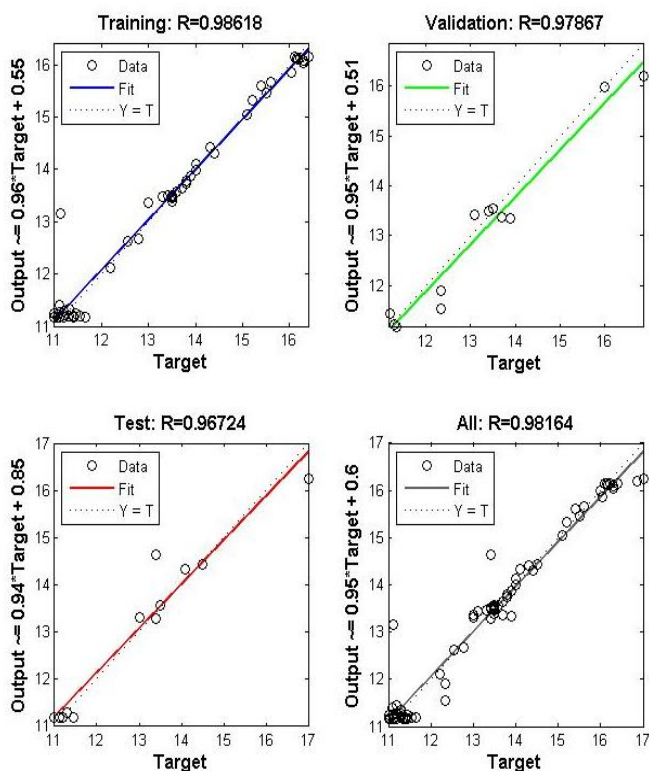 Training: R=0.98618
Output ~= 0.96*Target + 0.55
16
15
14
13
12
11
Data
Fit
Y = T
11 12 13 14 15 16
Target
Validation: R=0.97867
Output ~= 0.95*Target + 0.51
16
15
14
13
12
Data
Fit
Y = T
12 13 14 15 16
Target
Test: R=0.96724
Output ~= 0.94*Target + 0.85
17
16
15
14
13
12
11
Data
Fit
Y = T
11 12 13 14 15 16 17
Target
All: R=0.98164
Output ~= 0.95*Target + 0.6
17
16
15
14
13
12
11
Data
Fit
Y = T
11 12 13 14 15 16 17
Target